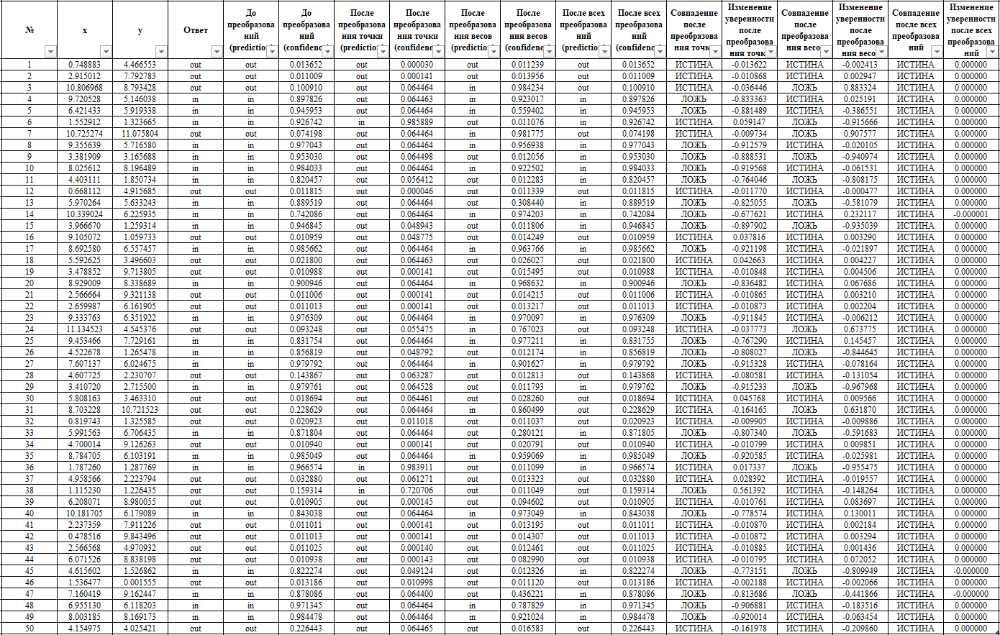 № x y Ответ До преобразова ний (prediction) До преобразова ний (confidence) После преобразова ния точки (prediction) После преобразова ния точки (confidence) После преобразова ния весов (prediction) После преобразова ния весов (confidence) После всех преобразова ний (prediction) После всех преобразова ний (confidence) Совпадение после преобразова ния точки Изменение уверенности после преобразова ния точки Совпадение после преобразова ния весов Изменение уверенности после преобразова ния весов Совпадение после всех преобразова ний Изменение уверенности после всех преобразова ний
1 0.748883 4.466553 out out 0.013652 out 0.000030 out 0.011239 out 0.013652 ИСТИНА -0.013622 ИСТИНА -0.002413 ИСТИНА 0.000000
2 2.915012 7.792783 out out 0.011009 out 0.000141 out 0.013956 out 0.011009 ИСТИНА -0.010868 ИСТИНА 0.002947 ИСТИНА 0.000000
3 10.806968 8.793428 out out 0.100910 out 0.064464 in 0.984234 out 0.100910 ИСТИНА -0.036446 ЛОЖЬ 0.883324 ИСТИНА 0.000000
4 9.720528 5.146038 in in 0.897826 out 0.064463 in 0.923017 in 0.897826 ЛОЖЬ -0.833363 ИСТИНА 0.025191 ИСТИНА 0.000000
5 6.421433 5.919338 in in 0.945953 out 0.064464 in 0.559402 in 0.945953 ЛОЖЬ -0.881489 ИСТИНА -0.386551 ИСТИНА 0.000000
6 1.552912 1.323665 in in 0.926742 in 0.985889 out 0.011076 in 0.926742 ИСТИНА 0.059147 ЛОЖЬ -0.915666 ИСТИНА 0.000000
7 10.725274 11.075804 out out 0.074198 out 0.064464 in 0.981775 out 0.074198 ИСТИНА -0.009734 ЛОЖЬ 0.907577 ИСТИНА 0.000000
8 9.355639 5.716580 in in 0.977043 out 0.064464 in 0.956938 in 0.977043 ЛОЖЬ -0.912579 ИСТИНА -0.020105 ИСТИНА 0.000000
9 3.381909 3.165688 in in 0.953030 out 0.064498 out 0.012056 in 0.953030 ЛОЖЬ -0.888531 ЛОЖЬ -0.940974 ИСТИНА 0.000000
10 8.025612 8.196489 in in 0.984033 out 0.064464 in 0.922502 in 0.984033 ЛОЖЬ -0.919568 ИСТИНА -0.061531 ИСТИНА 0.000000
11 4.403111 1.850734 in in 0.820457 out 0.056412 out 0.012283 in 0.820457 ЛОЖЬ -0.764046 ЛОЖЬ -0.808175 ИСТИНА 0.000000
12 0.668112 4.915685 out out 0.011815 out 0.000046 out 0.011339 out 0.011815 ИСТИНА -0.011770 ИСТИНА -0.000477 ИСТИНА 0.000000
13 5.970264 5.633243 in in 0.889519 out 0.064464 out 0.308440 in 0.889519 ЛОЖЬ -0.825055 ЛОЖЬ -0.581079 ИСТИНА 0.000000
14 10.339024 6.225935 in in 0.742086 out 0.064464 in 0.974203 in 0.742084 ЛОЖЬ -0.677621 ИСТИНА 0.232117 ИСТИНА -0.000001
15 3.966670 1.259314 in in 0.946845 out 0.048943 out 0.011806 in 0.946845 ЛОЖЬ -0.897902 ЛОЖЬ -0.935039 ИСТИНА 0.000000
16 9.105072 1.059733 out out 0.010959 out 0.048775 out 0.014249 out 0.010959 ИСТИНА 0.037816 ИСТИНА 0.003290 ИСТИНА 0.000000
17 8.692580 6.557457 in in 0.985662 out 0.064464 in 0.963766 in 0.985662 ЛОЖЬ -0.921198 ИСТИНА -0.021897 ИСТИНА 0.000000
18 5.592625 3.496603 out out 0.021800 out 0.064463 out 0.026027 out 0.021800 ИСТИНА 0.042663 ИСТИНА 0.004227 ИСТИНА 0.000000
19 3.478852 9.713805 out out 0.010988 out 0.000141 out 0.015495 out 0.010988 ИСТИНА -0.010848 ИСТИНА 0.004506 ИСТИНА 0.000000
20 8.929009 8.338689 in in 0.900946 out 0.064464 in 0.968632 in 0.900946 ЛОЖЬ -0.836482 ИСТИНА 0.067686 ИСТИНА 0.000000
21 2.566664 9.321138 out out 0.011006 out 0.000141 out 0.014215 out 0.011006 ИСТИНА -0.010865 ИСТИНА 0.003210 ИСТИНА 0.000000
22 2.659987 6.161905 out out 0.011013 out 0.000141 out 0.013217 out 0.011013 ИСТИНА -0.010873 ИСТИНА 0.002204 ИСТИНА 0.000000
23 9.333763 6.351922 in in 0.976309 out 0.064464 in 0.970097 in 0.976309 ЛОЖЬ -0.911845 ИСТИНА -0.006212 ИСТИНА 0.000000
24 11.134523 4.545376 out out 0.093248 out 0.055475 in 0.767023 out 0.093248 ИСТИНА -0.037773 ЛОЖЬ 0.673775 ИСТИНА 0.000000
25 9.453466 7.729161 in in 0.831754 out 0.064464 in 0.977211 in 0.831755 ЛОЖЬ -0.767290 ИСТИНА 0.145457 ИСТИНА 0.000000
26 4.522678 1.265478 in in 0.856819 out 0.048792 out 0.012174 in 0.856819 ЛОЖЬ -0.808027 ЛОЖЬ -0.844645 ИСТИНА 0.000000
27 7.607137 6.024675 in in 0.979792 out 0.064464 in 0.901627 in 0.979792 ЛОЖЬ -0.915328 ИСТИНА -0.078164 ИСТИНА 0.000000
28 4.607725 2.230707 out out 0.143867 out 0.063287 out 0.012813 out 0.143868 ИСТИНА -0.080581 ИСТИНА -0.131054 ИСТИНА 0.000000
29 3.410720 2.715500 in in 0.979761 out 0.064528 out 0.011793 in 0.979762 ЛОЖЬ -0.915233 ЛОЖЬ -0.967968 ИСТИНА 0.000000
30 5.808163 3.463310 out out 0.018694 out 0.064461 out 0.028260 out 0.018694 ИСТИНА 0.045768 ИСТИНА 0.009566 ИСТИНА 0.000000
31 8.703228 10.721523 out out 0.228629 out 0.064464 in 0.860499 out 0.228629 ИСТИНА -0.164165 ЛОЖЬ 0.631870 ИСТИНА 0.000000
32 0.819743 1.325585 out out 0.020923 out 0.011018 out 0.011037 out 0.020923 ИСТИНА -0.009905 ИСТИНА -0.009886 ИСТИНА 0.000000
33 5.991563 6.706435 in in 0.871804 out 0.064464 out 0.280121 in 0.871805 ЛОЖЬ -0.807340 ЛОЖЬ -0.591683 ИСТИНА 0.000000
34 4.700014 9.126263 out out 0.010940 out 0.000141 out 0.020791 out 0.010940 ИСТИНА -0.010799 ИСТИНА 0.009851 ИСТИНА 0.000000
35 8.784705 6.103191 in in 0.985049 out 0.064464 in 0.959069 in 0.985049 ЛОЖЬ -0.920585 ИСТИНА -0.025981 ИСТИНА 0.000000
36 1.787260 1.287769 in in 0.966574 in 0.983911 out 0.011099 in 0.966574 ИСТИНА 0.017337 ЛОЖЬ -0.955475 ИСТИНА 0.000000
37 4.958566 2.223794 out out 0.032880 out 0.061271 out 0.013323 out 0.032880 ИСТИНА 0.028392 ИСТИНА -0.019557 ИСТИНА 0.000000
38 1.115230 1.226435 out out 0.159314 in 0.720706 out 0.011049 out 0.159314 ЛОЖЬ 0.561392 ИСТИНА -0.148264 ИСТИНА 0.000000
39 6.208071 8.980055 out out 0.010905 out 0.000145 out 0.094602 out 0.010905 ИСТИНА -0.010761 ИСТИНА 0.083697 ИСТИНА 0.000000
40 10.181705 6.179089 in in 0.843038 out 0.064464 in 0.973049 in 0.843038 ЛОЖЬ -0.778574 ИСТИНА 0.130011 ИСТИНА 0.000000
41 2.237359 7.911226 out out 0.011011 out 0.000141 out 0.013195 out 0.011011 ИСТИНА -0.010870 ИСТИНА 0.002184 ИСТИНА 0.000000
42 0.478516 9.843496 out out 0.011013 out 0.000141 out 0.014307 out 0.011013 ИСТИНА -0.010872 ИСТИНА 0.003294 ИСТИНА 0.000000
43 2.566568 4.970932 out out 0.011025 out 0.000140 out 0.012461 out 0.011025 ИСТИНА -0.010885 ИСТИНА 0.001436 ИСТИНА 0.000000
44 6.071526 8.838198 out out 0.010938 out 0.000143 out 0.082990 out 0.010938 ИСТИНА -0.010795 ИСТИНА 0.072052 ИСТИНА 0.000000
45 4.615602 1.526862 in in 0.822274 out 0.049124 out 0.012326 in 0.822274 ЛОЖЬ -0.773151 ЛОЖЬ -0.809949 ИСТИНА -0.000000
46 1.536477 0.001555 out out 0.013186 out 0.010998 out 0.011120 out 0.013186 ИСТИНА -0.002188 ИСТИНА -0.002066 ИСТИНА 0.000000
47 7.160419 9.162447 in in 0.878086 out 0.064400 out 0.436221 in 0.878086 ЛОЖЬ -0.813686 ЛОЖЬ -0.441866 ИСТИНА -0.000000
48 6.955130 6.118203 in in 0.971345 out 0.064464 in 0.787829 in 0.971345 ЛОЖЬ -0.906881 ИСТИНА -0.183516 ИСТИНА 0.000000
49 8.003185 8.169173 in in 0.984478 out 0.064464 in 0.921024 in 0.984478 ЛОЖЬ -0.920014 ИСТИНА -0.063454 ИСТИНА 0.000000
50 4.154975 4.025421 out out 0.226443 out 0.064465 out 0.016583 out 0.226443 ИСТИНА -0.161978 ИСТИНА -0.209860 ИСТИНА 0.000000